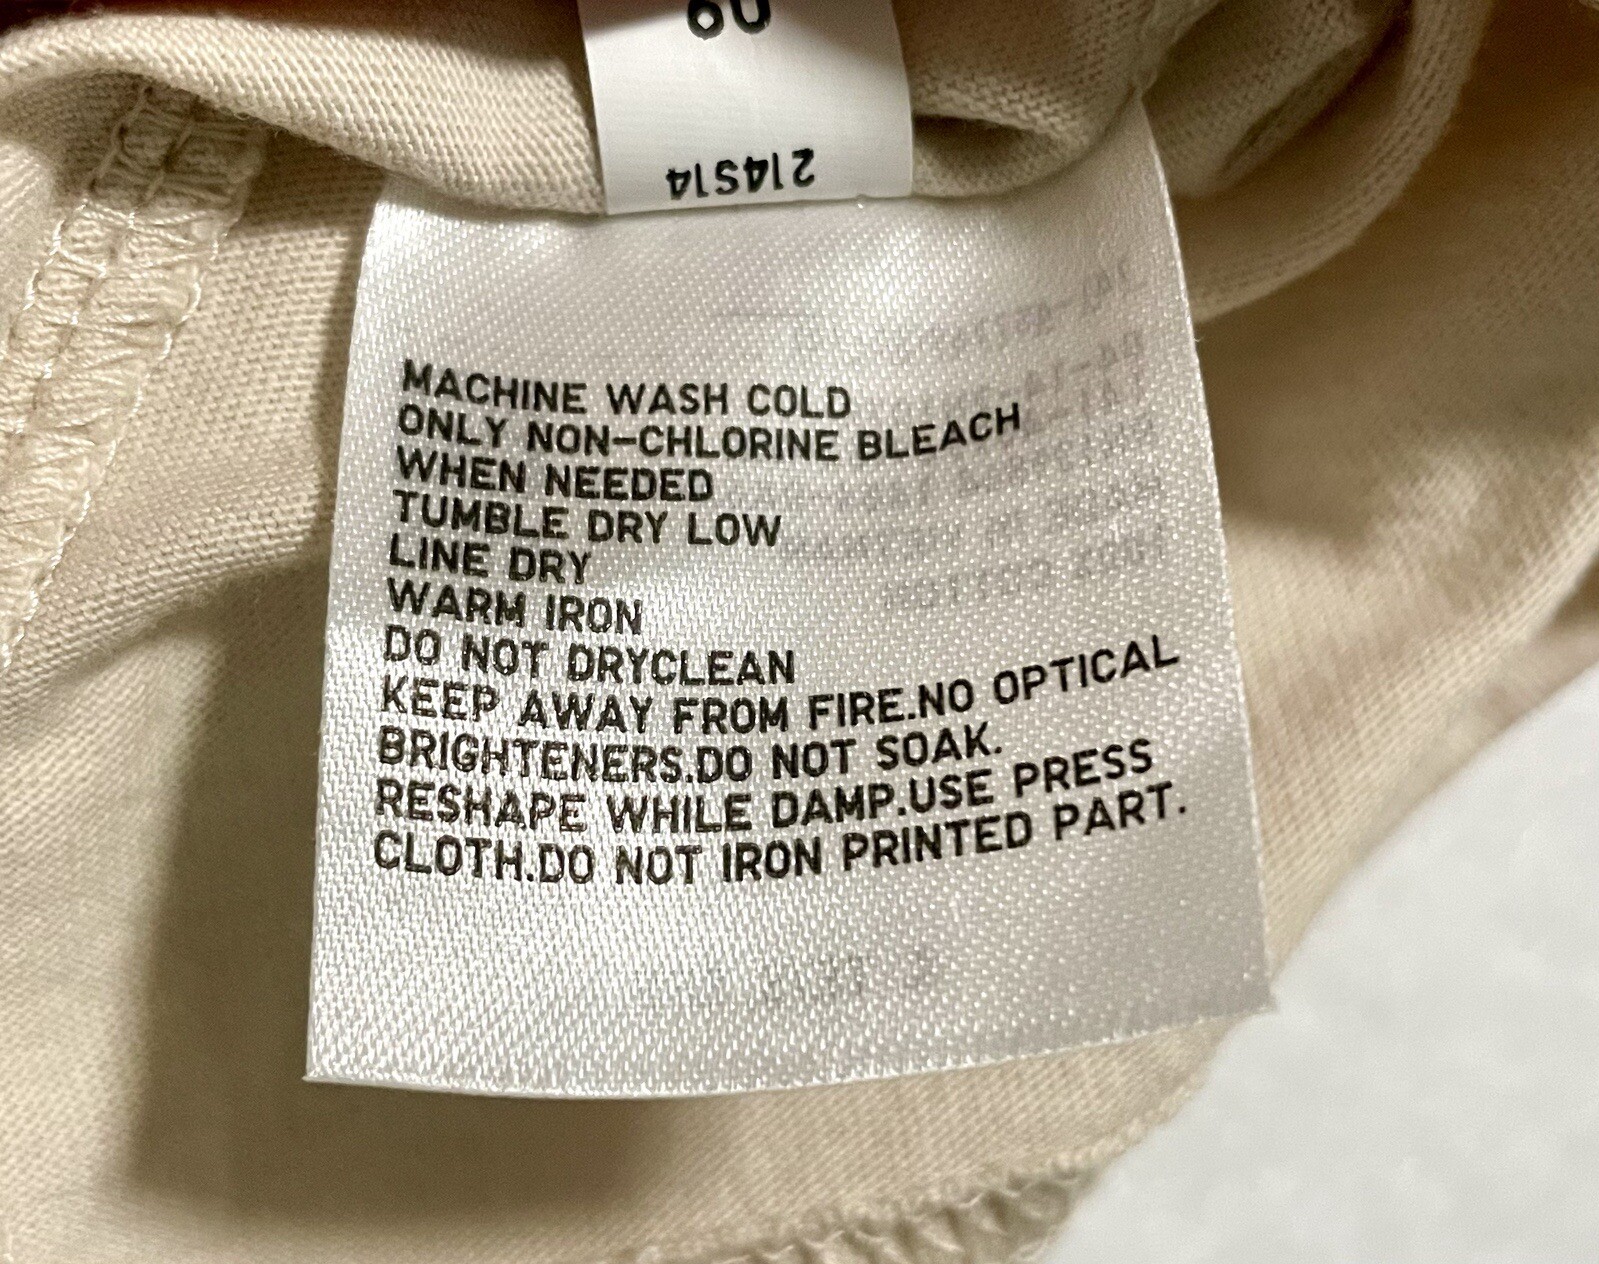 60
214S14
MACHINE WASH COLD
ONLY NON-CHLORINE BLEACH
WHEN NEEDED
TUMBLE DRY LOW
LINE DRY
WARM IRON
DO NOT DRYCLEAN
KEEP AWAY FROM FIRE.NO OPTICAL
BRIGHTENERS.DO NOT SOAK.
RESHAPE WHILE DAMP.USE PRESS
CLOTH.DO NOT IRON PRINTED PART.